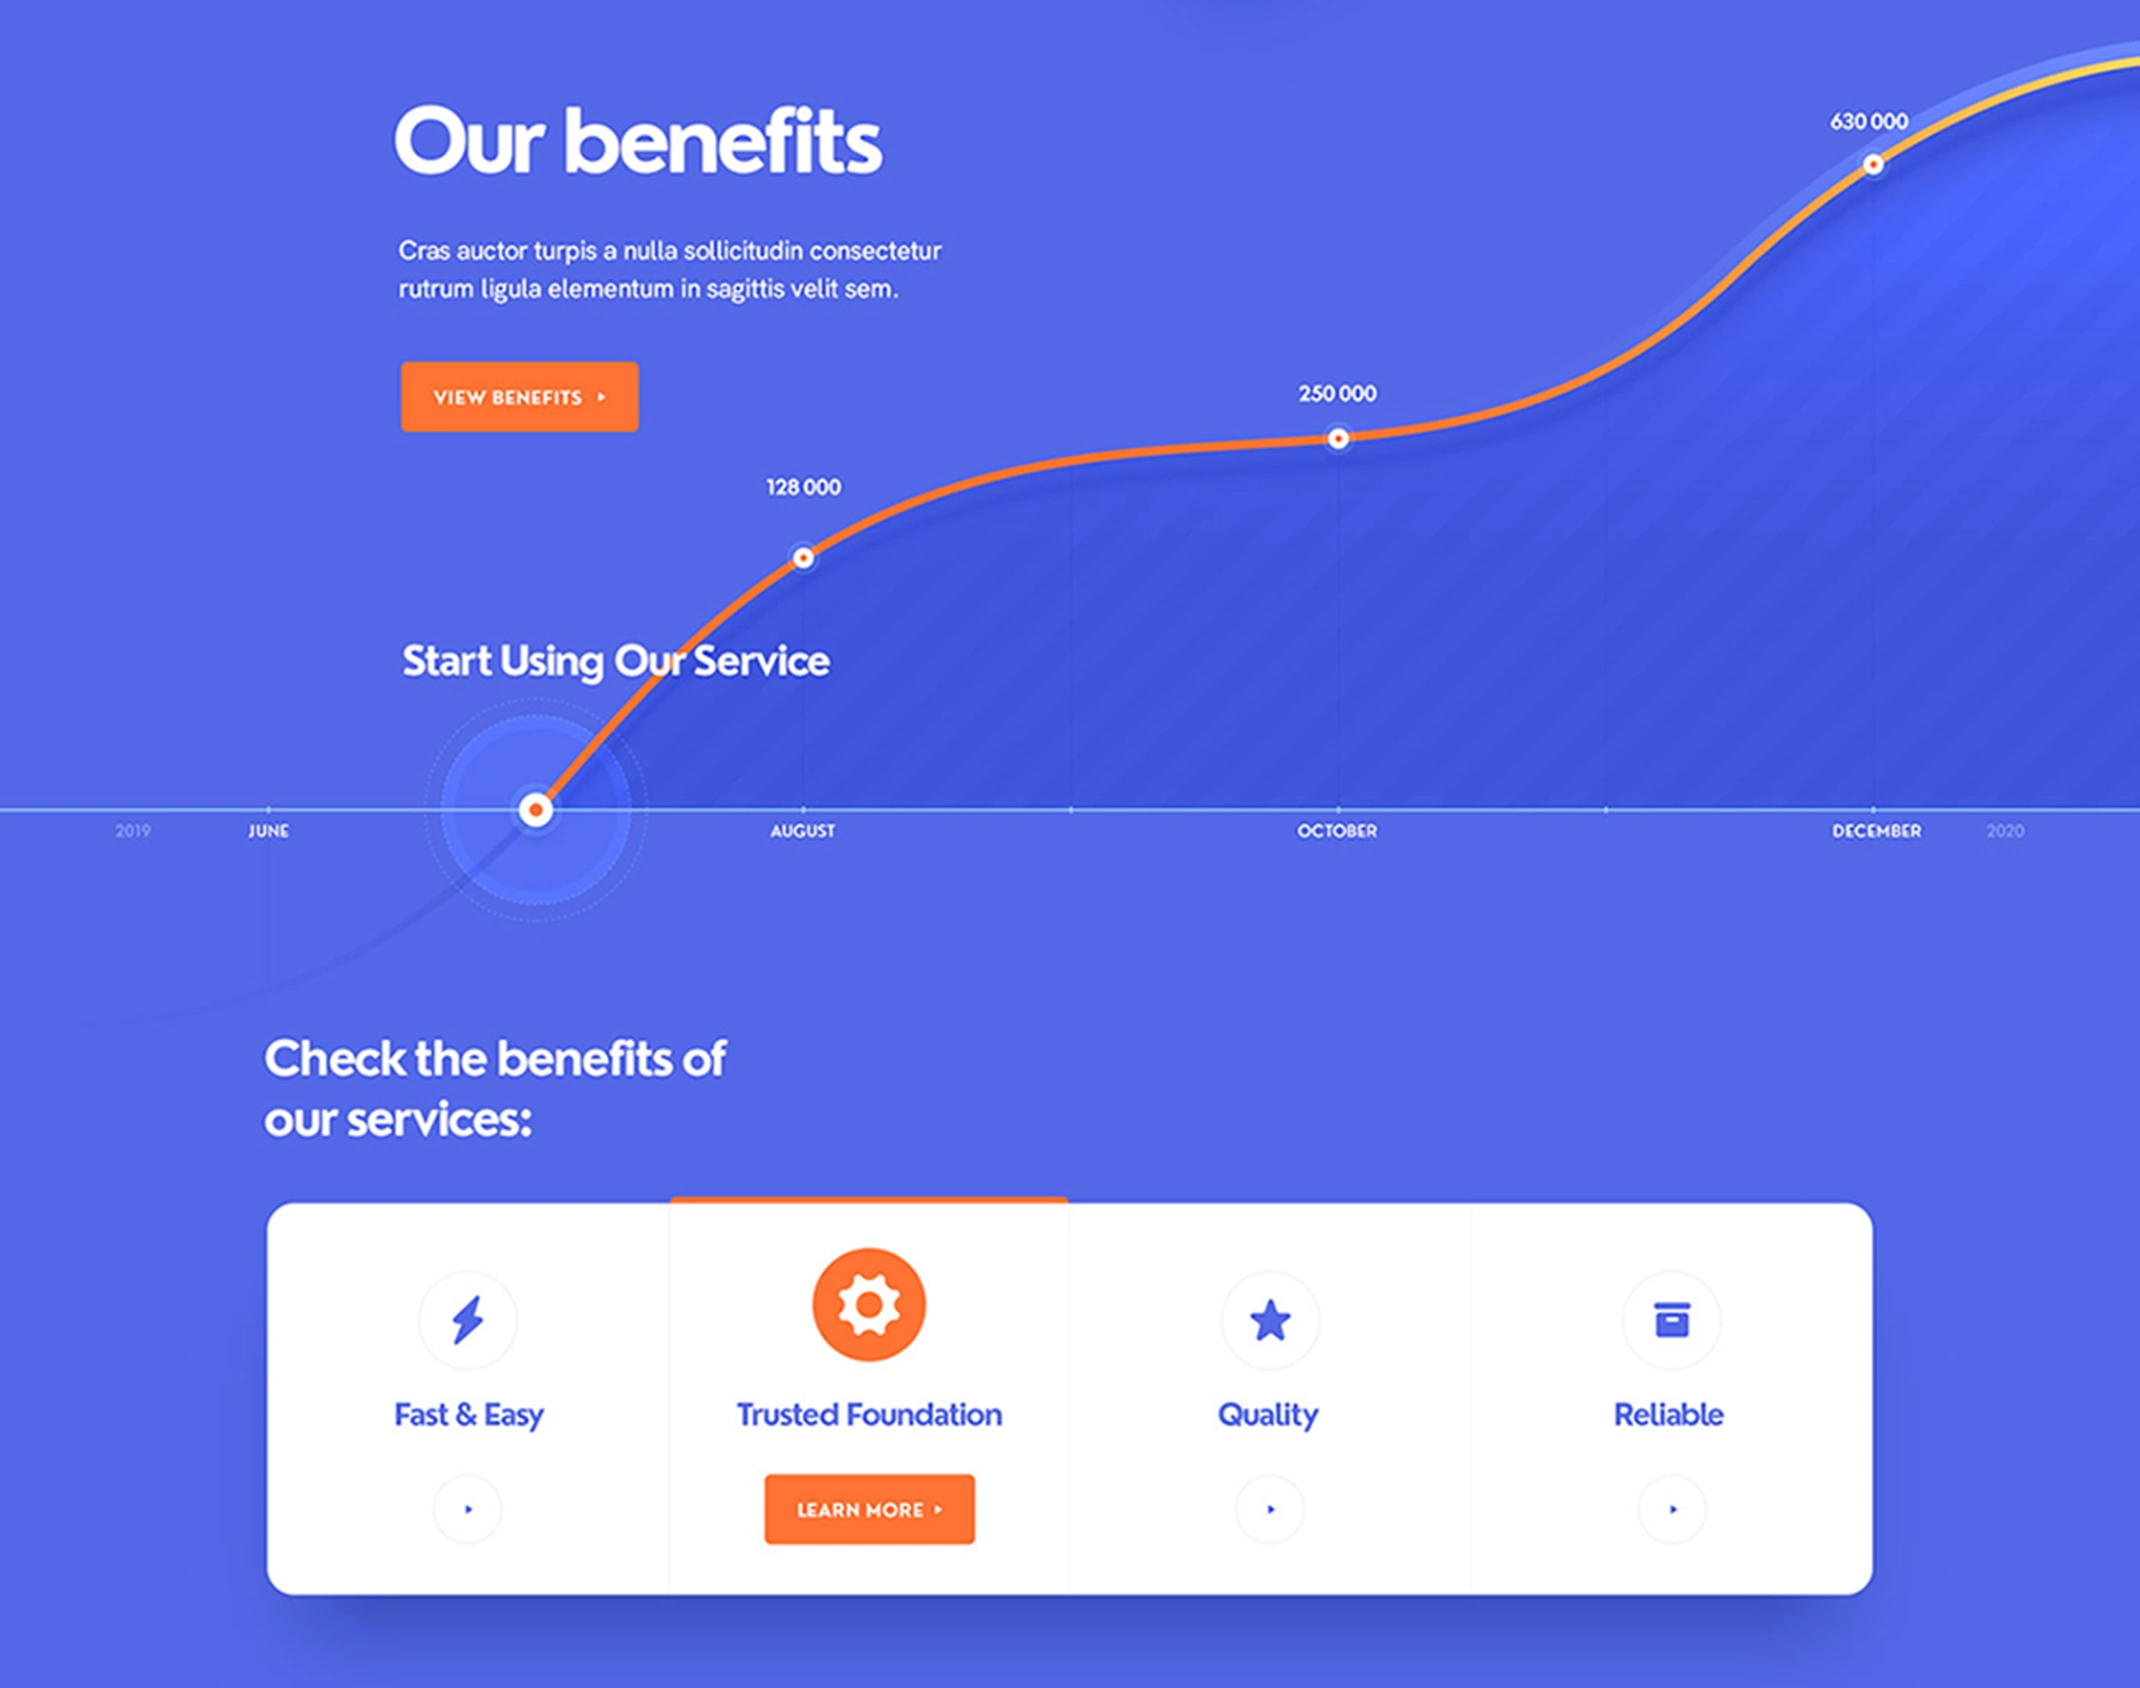 Our benefits
Cras auctor turpis a nulla sollicitudin consectetur
rutrum ligula elementum in sagittis velit sem.
VIEW BENEFITS
630 000
250 000
128 000
Start Using Our Service
2019
JUNE
AUGUST
OCTOBER
DECEMBER
2020
Check the benefits of
our services:
Fast & Easy
Trusted Foundation
Quality
Reliable
LEARN MORE